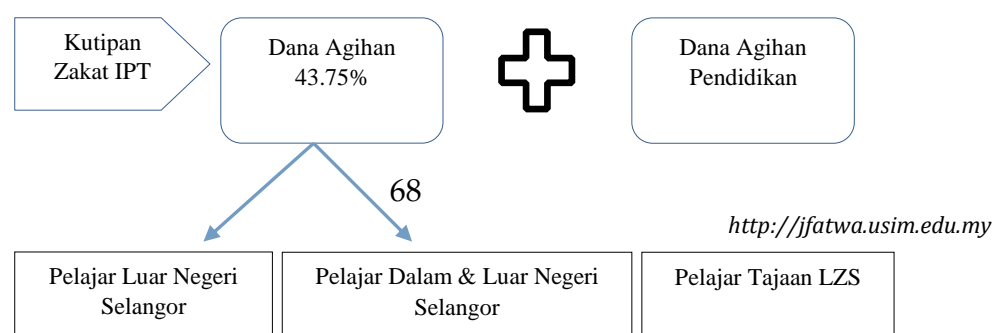 Kutipan
Zakat IPT
Dana Agihan
43.75%
Dana Agihan
Pendidikan
68
http://jfatwa.usim.edu.my
Pelajar Luar Negeri
Selangor
Pelajar Dalam & Luar Negeri
Selangor
Pelajar Tajaan LZS